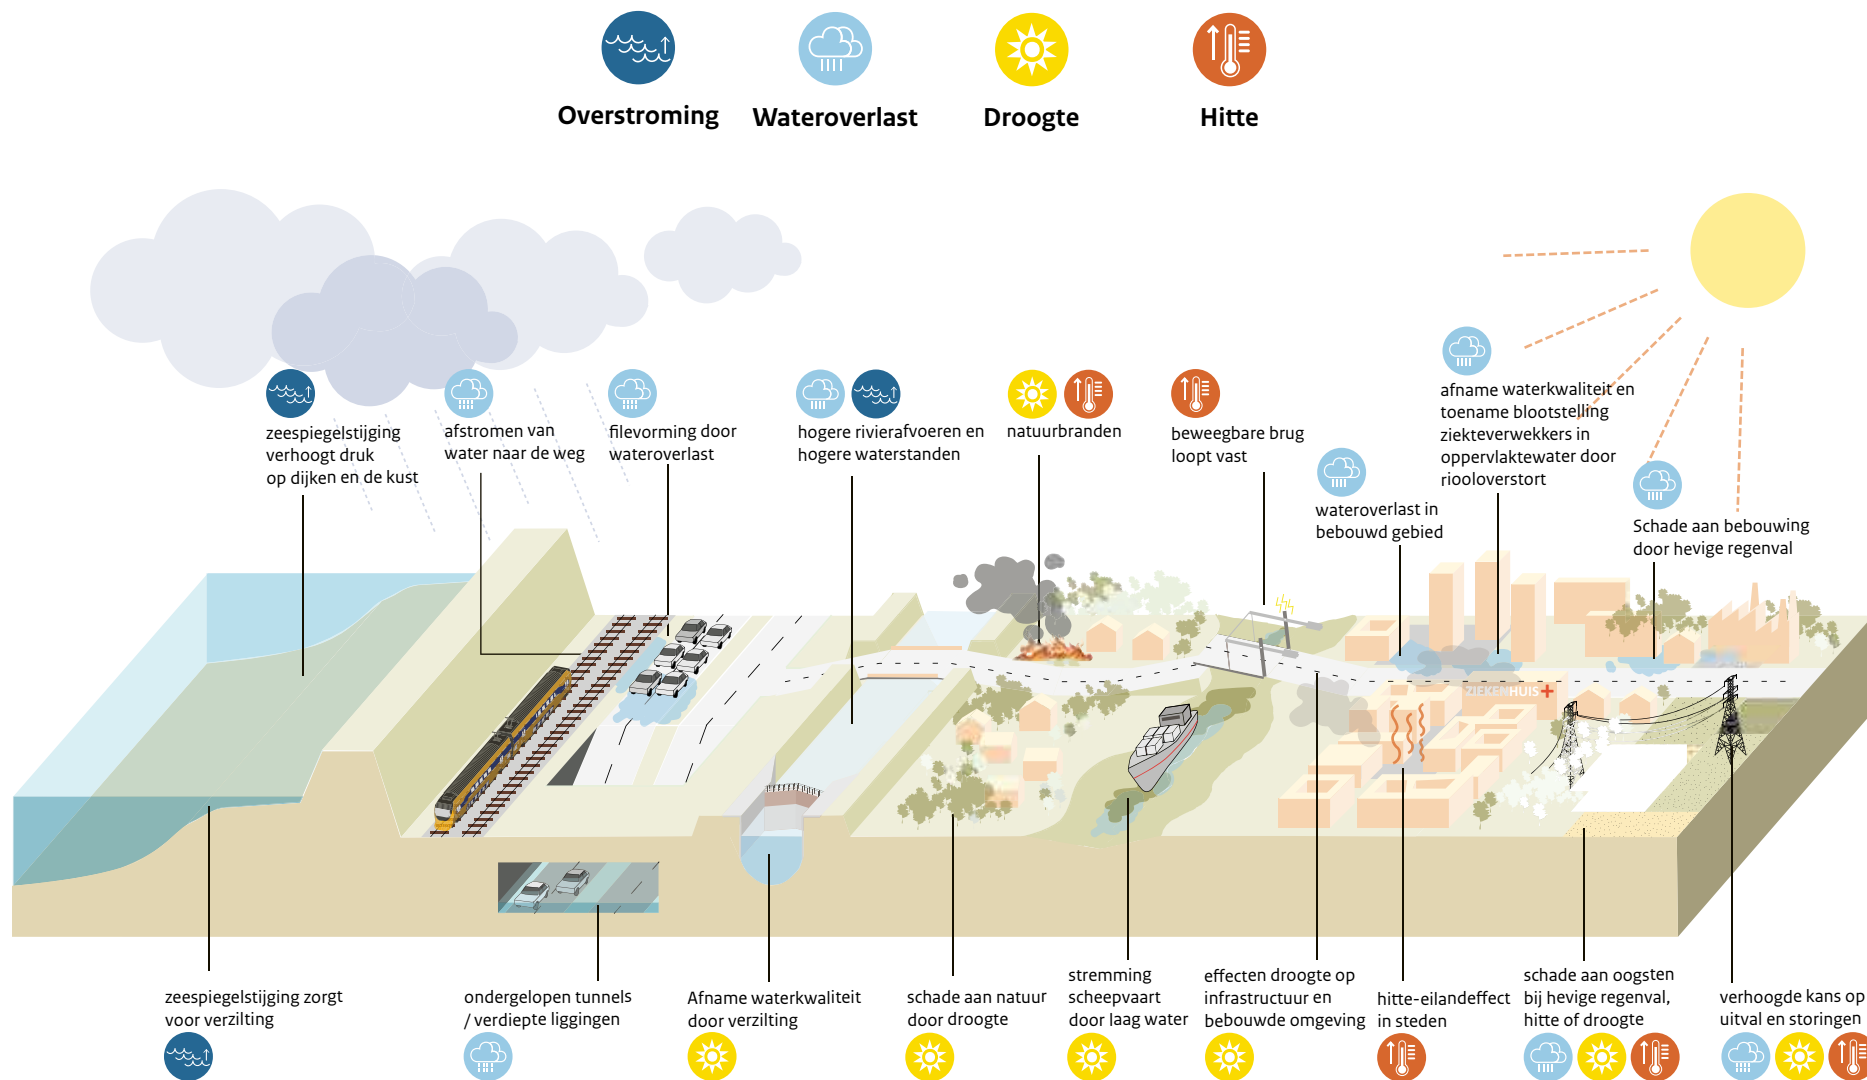 Overstroming
Wateroverlast
Droogte
Hitte
zeespiegelstijging
verhoogt druk
op dijken en de kust
afstromen van
water naar de weg
filevorming door
wateroverlast
hogere rivierafvoeren en
hogere waterstanden
natuurbranden
beweegbare brug
loopt vast
wateroverlast in
bebouwd gebied
afname waterkwaliteit en
toename blootstelling
ziekteverwekkers in
oppervlaktewater door
riooloverstort
Schade aan bebouwing
door hevige regenval
ZIEKENHUIS
zeespiegelstijging zorgt
voor verzilting
ondergelopen tunnels
/ verdiepte liggingen
Afname waterkwaliteit
door verzilting
schade aan natuur
door droogte
stremming
scheepvaart
door laag water
effecten droogte op
infrastructuur en
bebouwde omgeving
hitte-eilandeffect
in steden
schade aan oogsten
bij hevige regenval,
hitte of droogte
verhoogde kans op
uitval en storingen